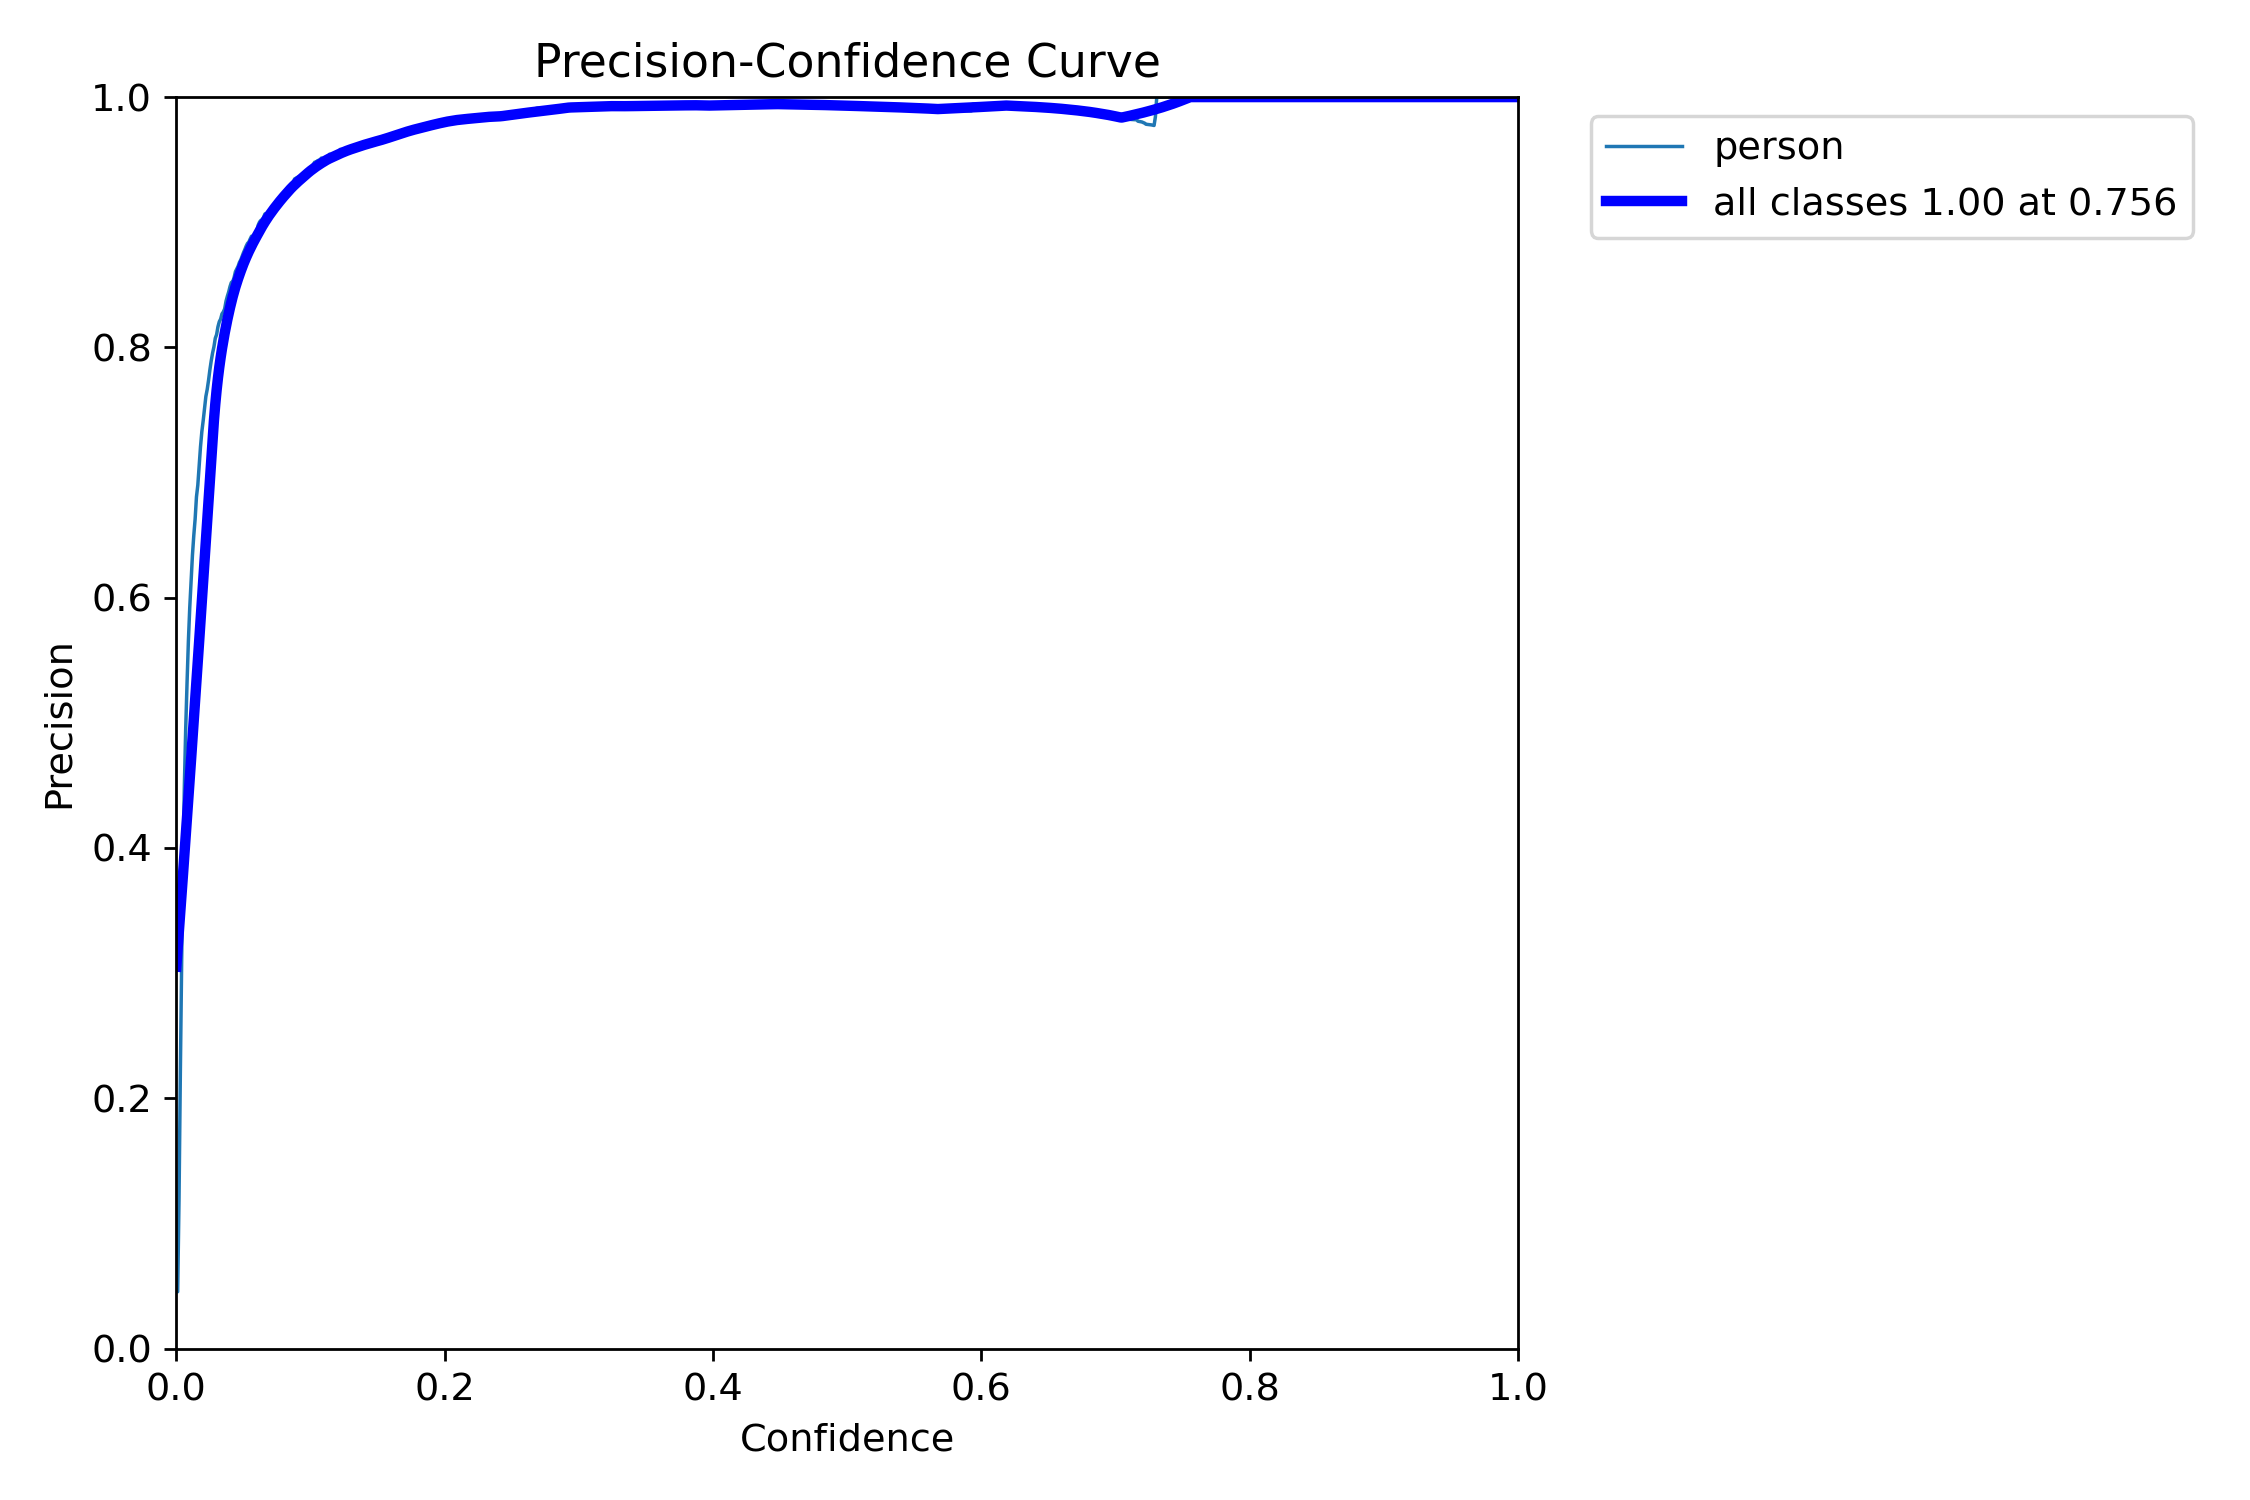 Precision-Confidence Curve
1.0
0.8
0.6
0.4
0.2
0.0
Precision
0.0 0.2 0.4 0.6 0.8 1.0
Confidence
person
all classes 1.00 at 0.756